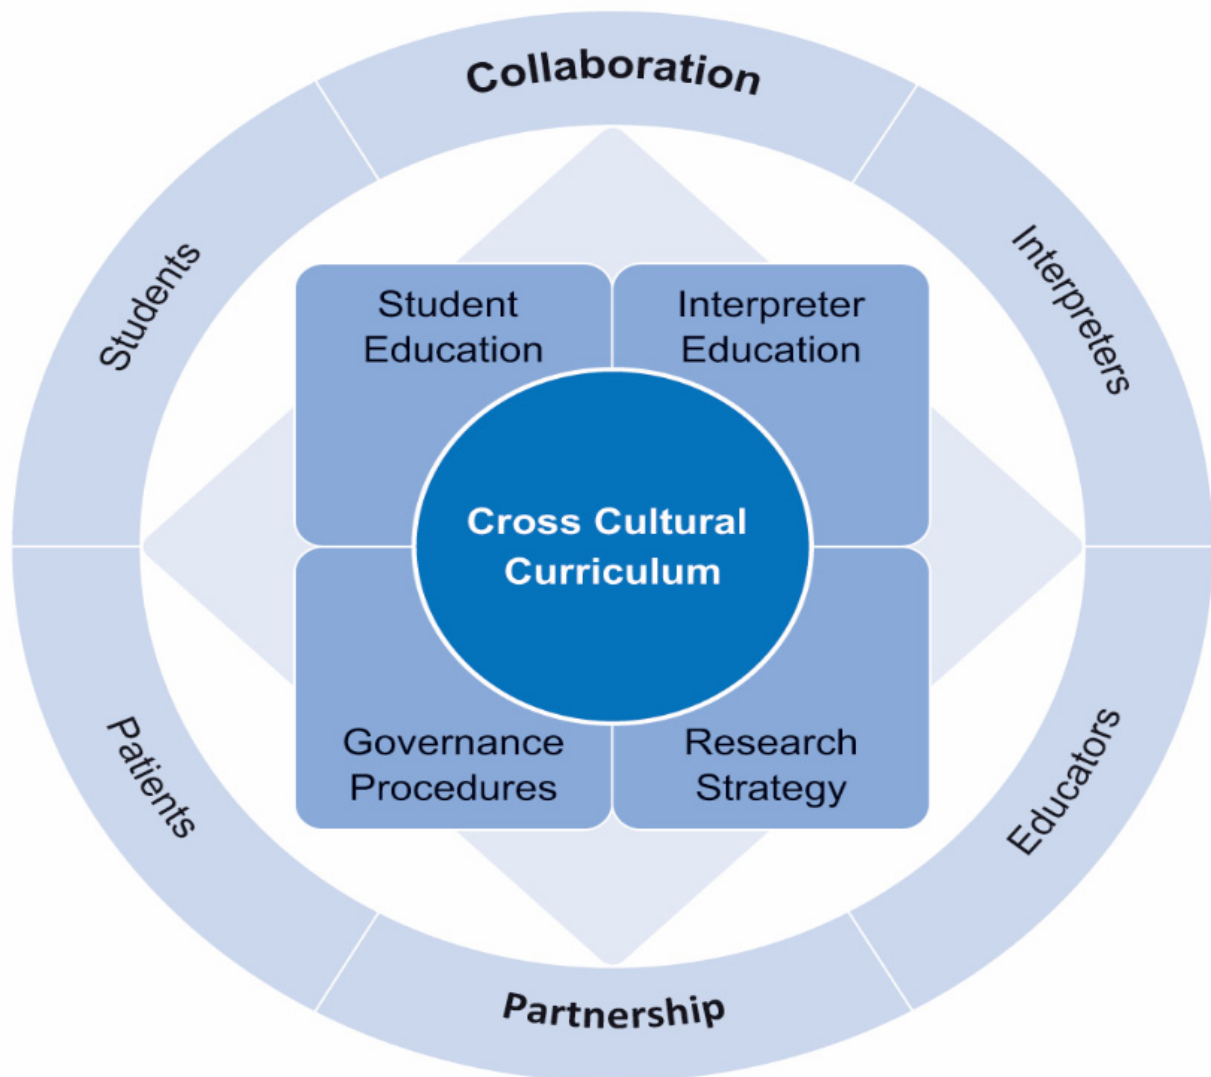 Collaboration
Students
Interpreters
Student
Education
Interpreter
Education
Cross Cultural
Curriculum
Governance
Procedures
Research
Strategy
Patients
Educators
Partnership